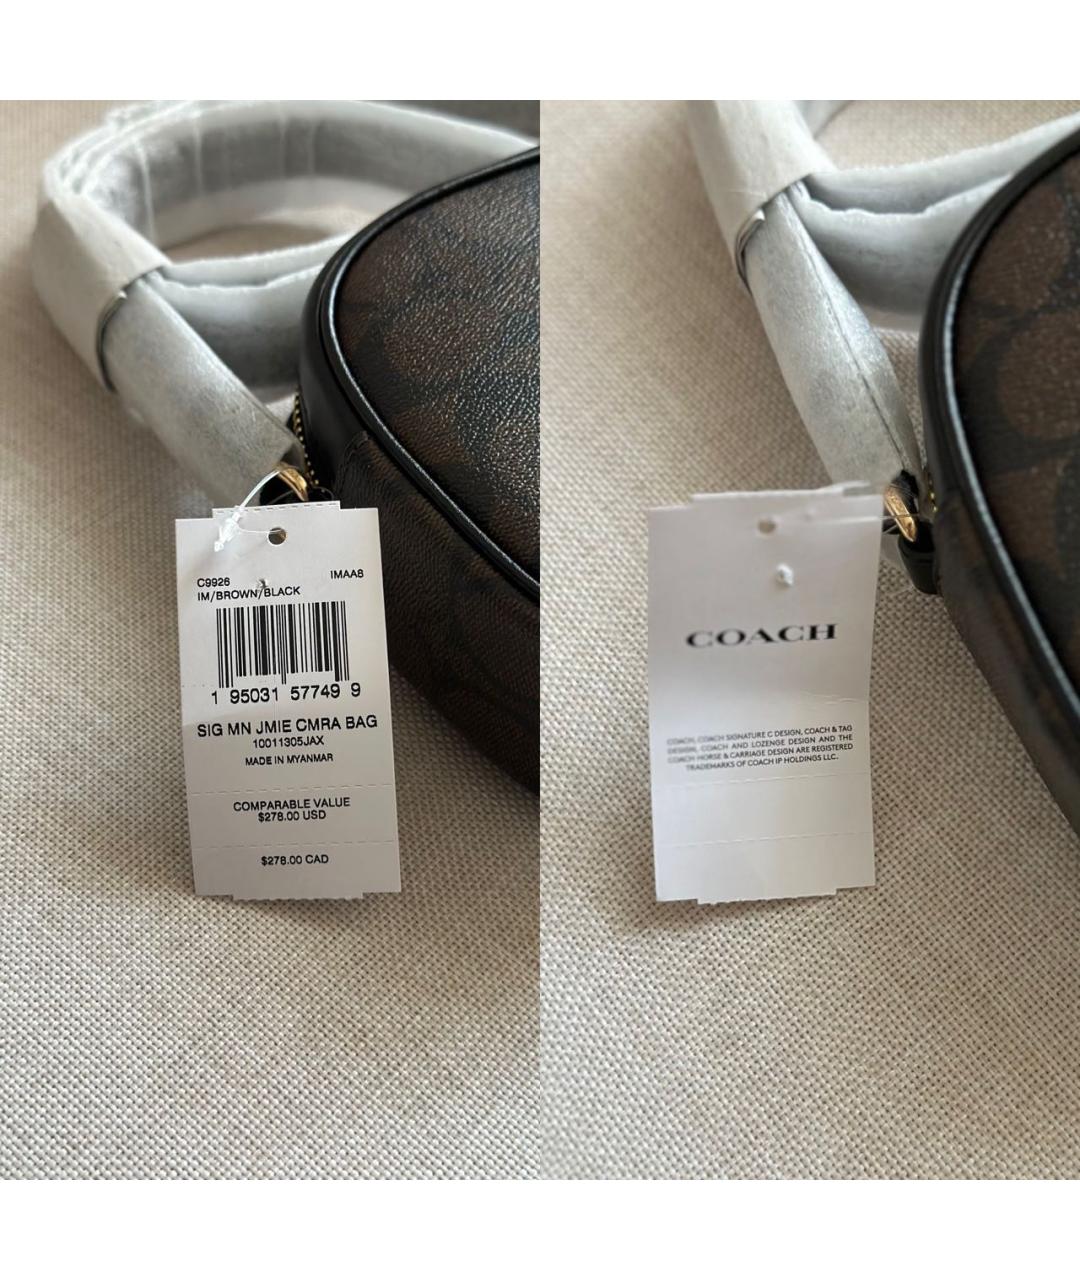 C9926 IMAA8
IM/BROWN/BLACK
1 95031 57749 9
SIG MN JMIE CMRA BAG
10011305JAX
MADE IN MYANMAR
COMPARABLE VALUE
$278.00 USD
$278.00 CAD
COACH
COACH, COACH SIGNATURE C DESIGN, COACH & TAG
DESIGN, COACH AND LOZENGE DESIGN AND THE
COACH HORSE & CARRIAGE DESIGN ARE REGISTERED
TRADEMARKS OF COACH IP HOLDINGS LLC.